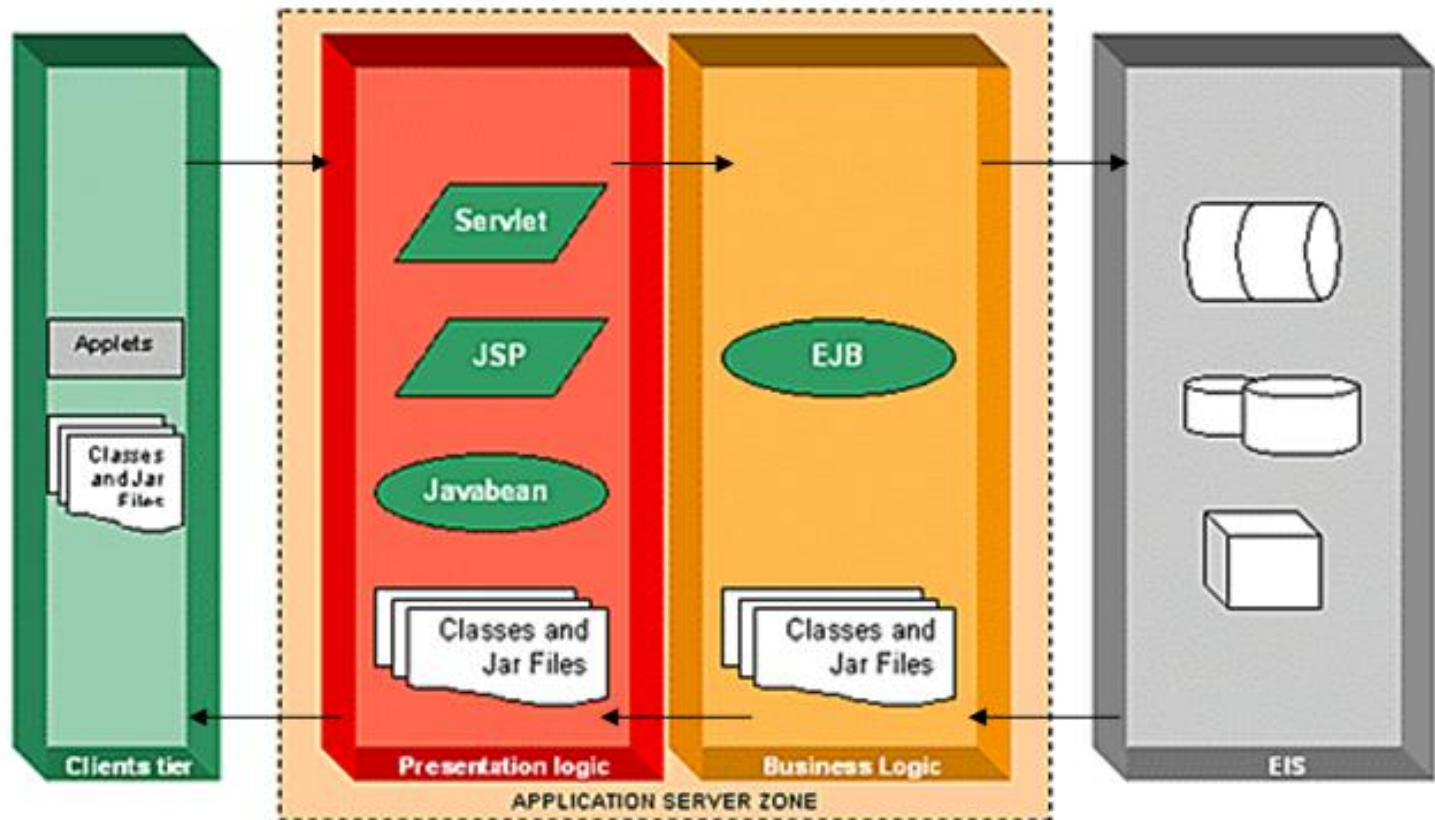 Applets
Classes
and Jar
Files
Clients tier
Servlet
JSP
Javabean
Classes and
Jar Files
Presentation logic
EJB
Classes and
Jar Files
Business Logic
EIS
APPLICATION SERVER ZONE